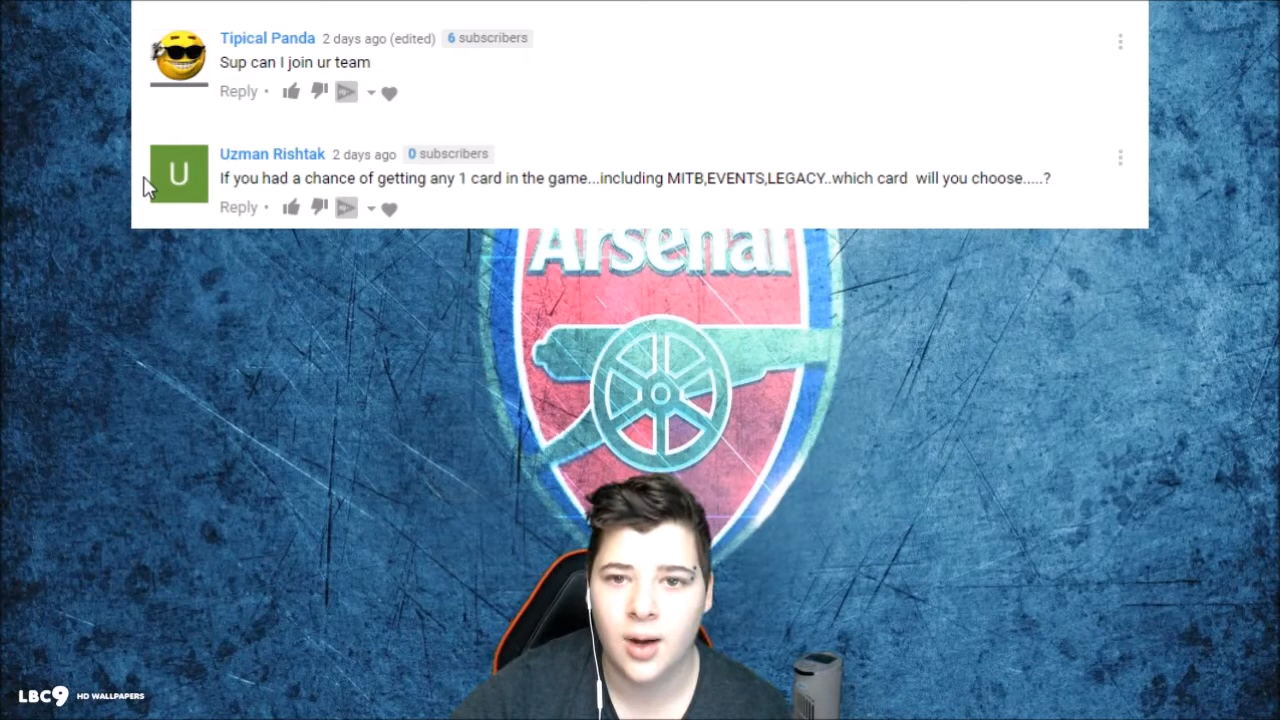 Tipical Panda 2 days ago (edited) 6 subscribers
Sup can I join ur team
Reply •
U
Uzman Rishtak 2 days ago 0 subscribers
If you had a chance of getting any 1 card in the game...including MITB,EVENTS,LEGACY..which card will you choose.....?
Reply •
Arsenal
LBC9 HD WALLPAPERS